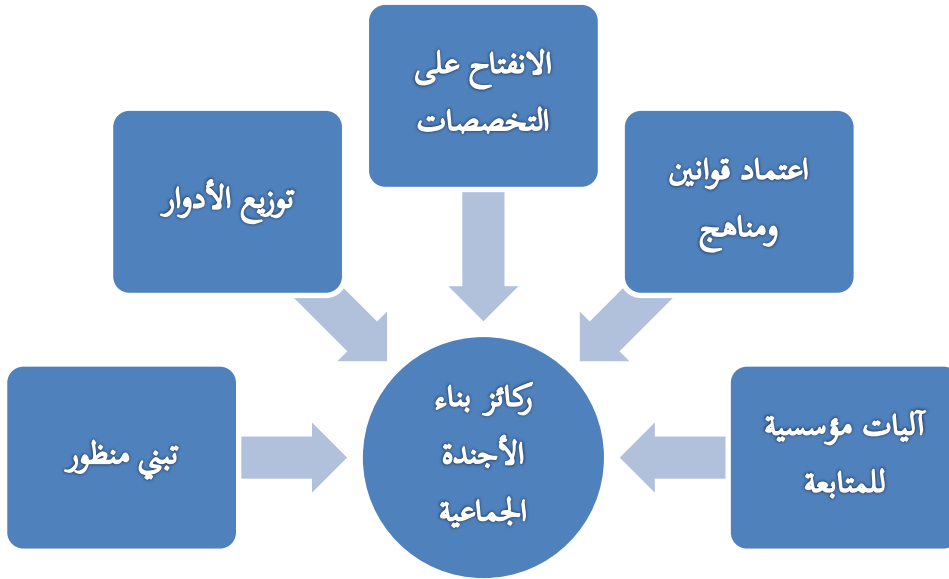 الانفتاح على
التخصصات
اعتماد قوانين
ومناهج
توزيع الأدوار
آليات مؤسسية
للمتابعة
تبني منظور
ركائز بناء
الأجندة
الجماعية